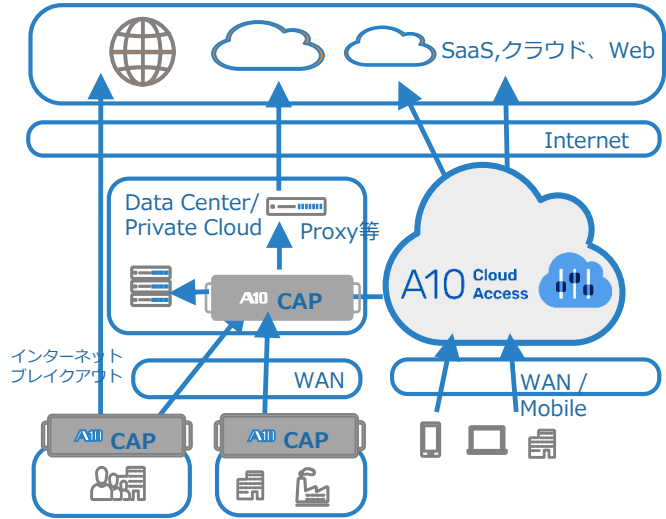 SaaS,クラウド、Web
Internet
Data Center/
Private Cloud
Proxy等
A10 CAP
A10 Cloud
Access
インターネット
ブレイクアウト
WAN
WAN /
Mobile
A10 CAP
A10 CAP